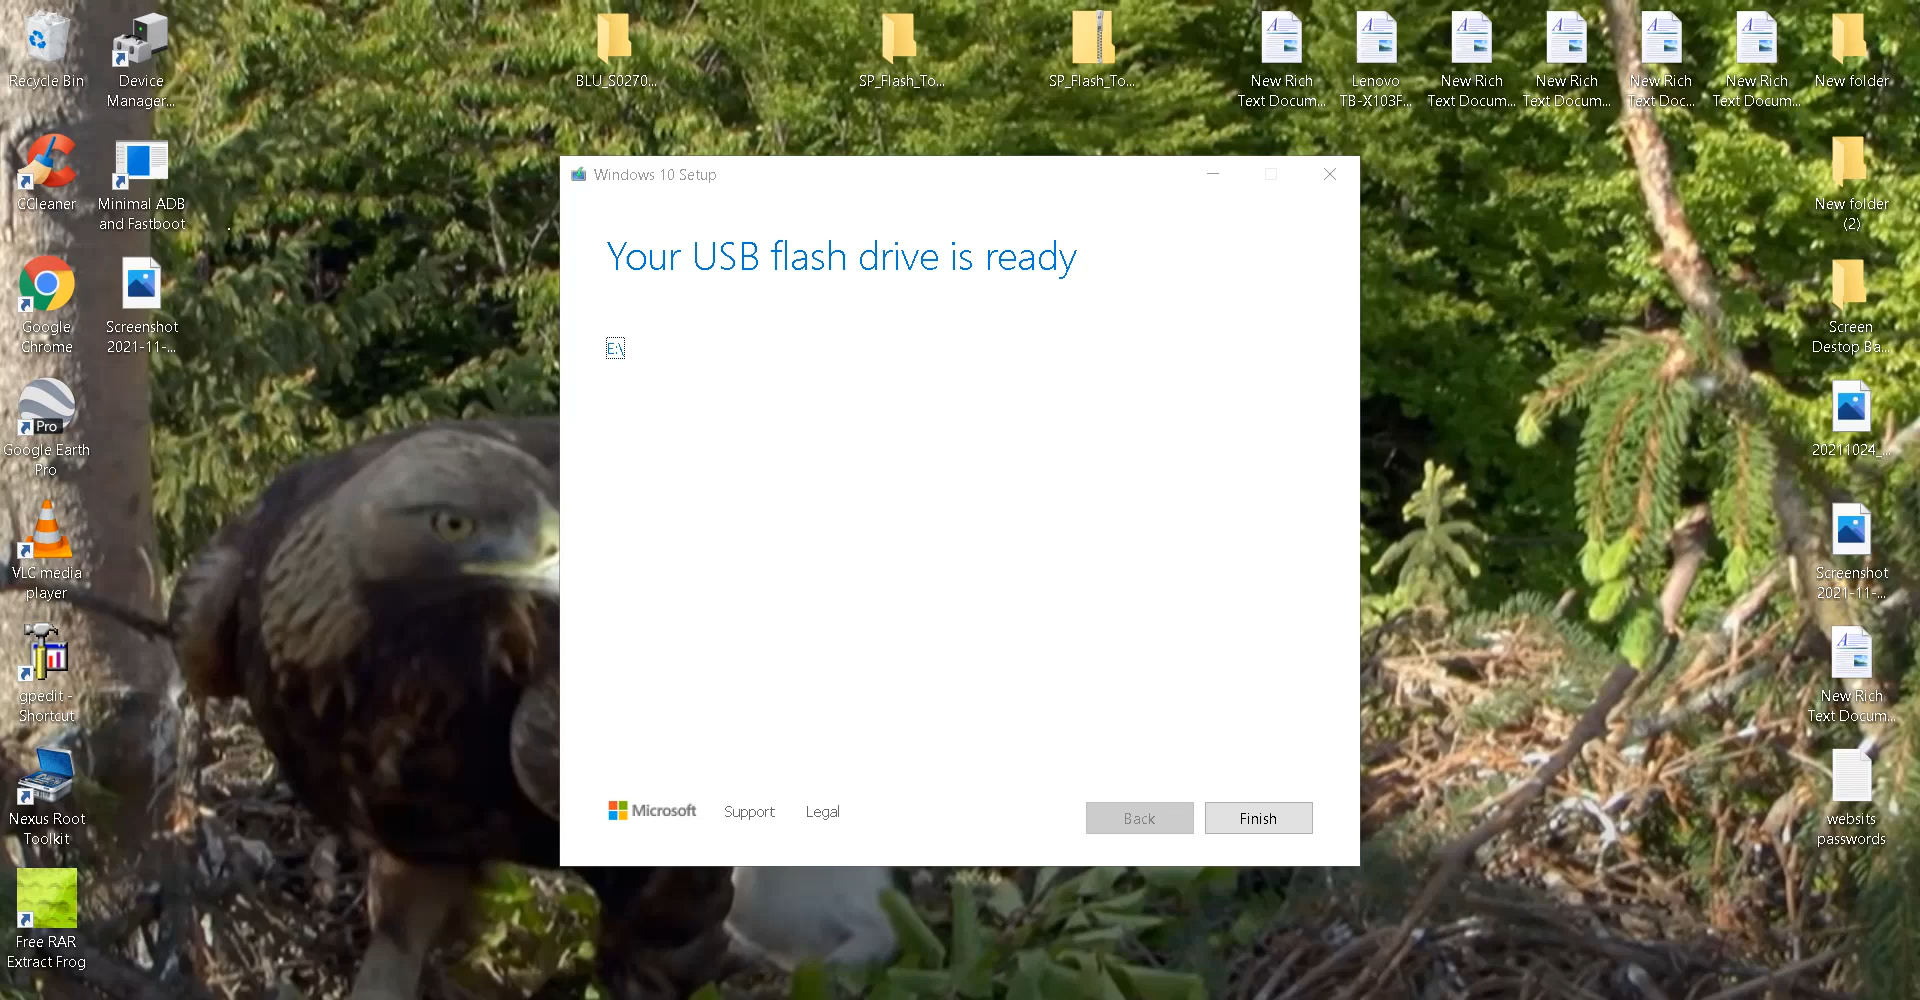 Recycle Bin
Device
Manager...
BLU_S0270...
SP_Flash_To...
SP_Flash_To...
New Rich
Text Docum...
Lenovo
TB-X103F...
New Rich
Text Docum...
New Rich
Text Docum...
New Rich
Text Doc...
New Rich
Text Docum...
New folder
CCleaner
Minimal ADB
and Fastboot
New folder
(2)
Google
Chrome
Screenshot
2021-11-...
Screen
Destop Ba...
Pro
Google Earth
Pro
20211024_...
VLC media
player
Screenshot
2021-11-...
gpedit -
Shortcut
New Rich
Text Docum...
Nexus Root
Toolkit
websits
passwords
Free RAR
Extract Frog
Windows 10 Setup
Your USB flash drive is ready
E:\
Microsoft
Support
Legal
Back
Finish